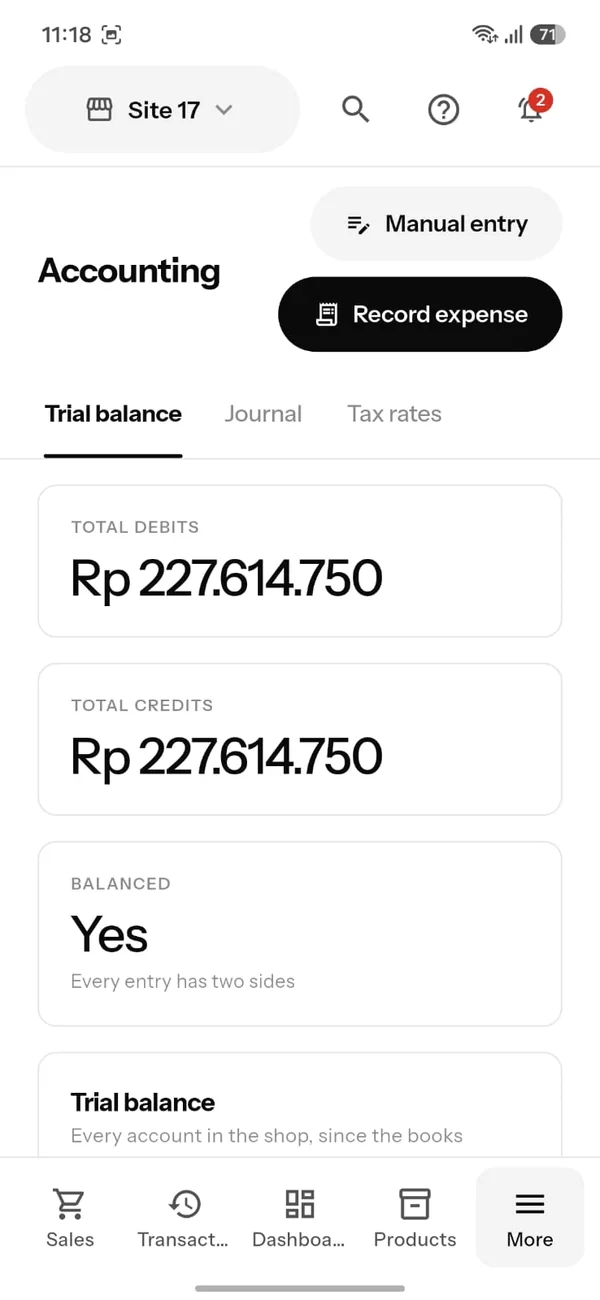 11:18
71
Site 17
2
Manual entry
Accounting
Record expense
Trial balance
Journal
Tax rates
TOTAL DEBITS
Rp 227.614.750
TOTAL CREDITS
Rp 227.614.750
BALANCED
Yes
Every entry has two sides
Trial balance
Every account in the shop, since the books
Sales
Transact...
Dashboa...
Products
More